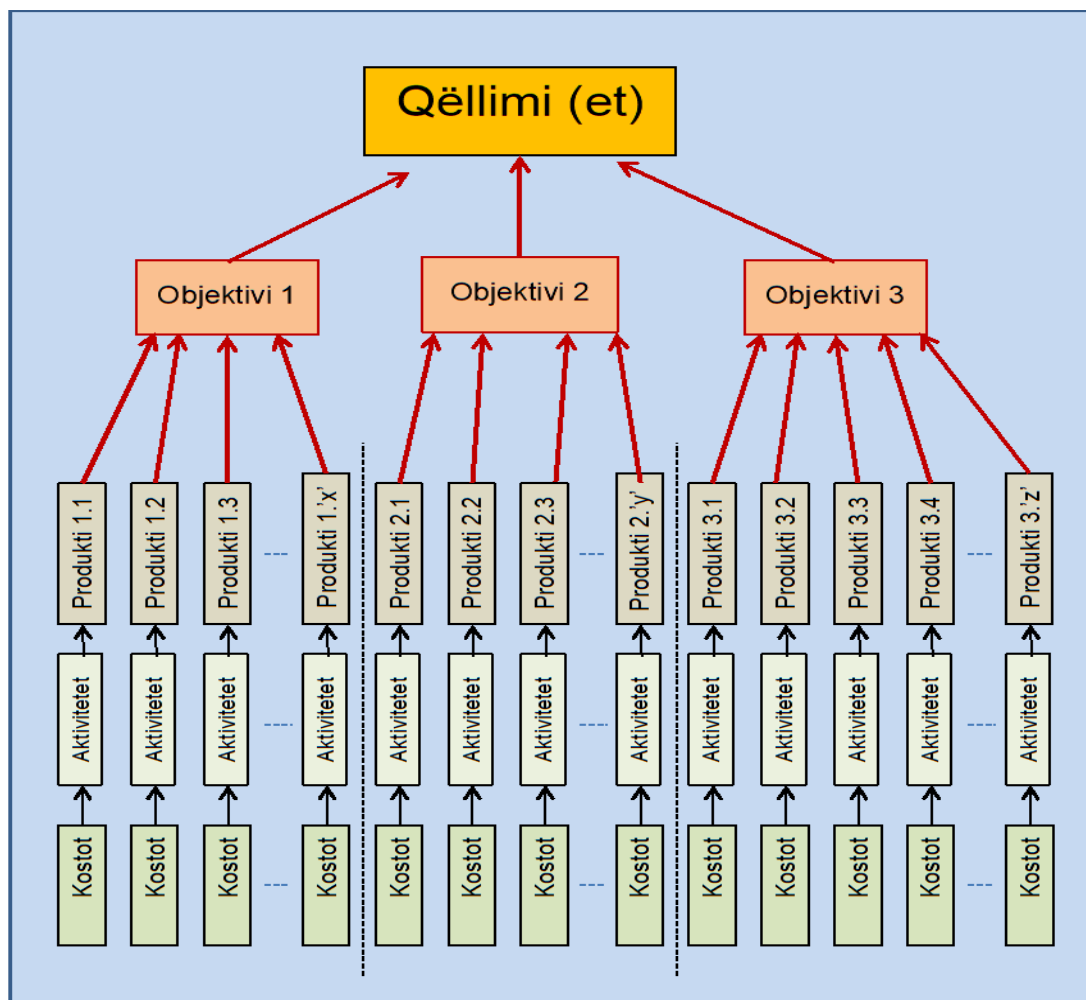 Qëllimi (et)
Objektivi 1
Objektivi 2
Objektivi 3
Produkti 1.1
Produkti 1.2
Produkti 1.3
Produkti 1.'x'
Produkti 2.1
Produkti 2.2
Produkti 2.3
Produkti 2.'y'
Produkti 3.1
Produkti 3.2
Produkti 3.3
Produkti 3.4
Produkti 3.'z'
Aktivitetet
Aktivitetet
Aktivitetet
Aktivitetet
Aktivitetet
Aktivitetet
Aktivitetet
Aktivitetet
Aktivitetet
Aktivitetet
Aktivitetet
Aktivitetet
Aktivitetet
Kostot
Kostot
Kostot
Kostot
Kostot
Kostot
Kostot
Kostot
Kostot
Kostot
Kostot
Kostot
Kostot